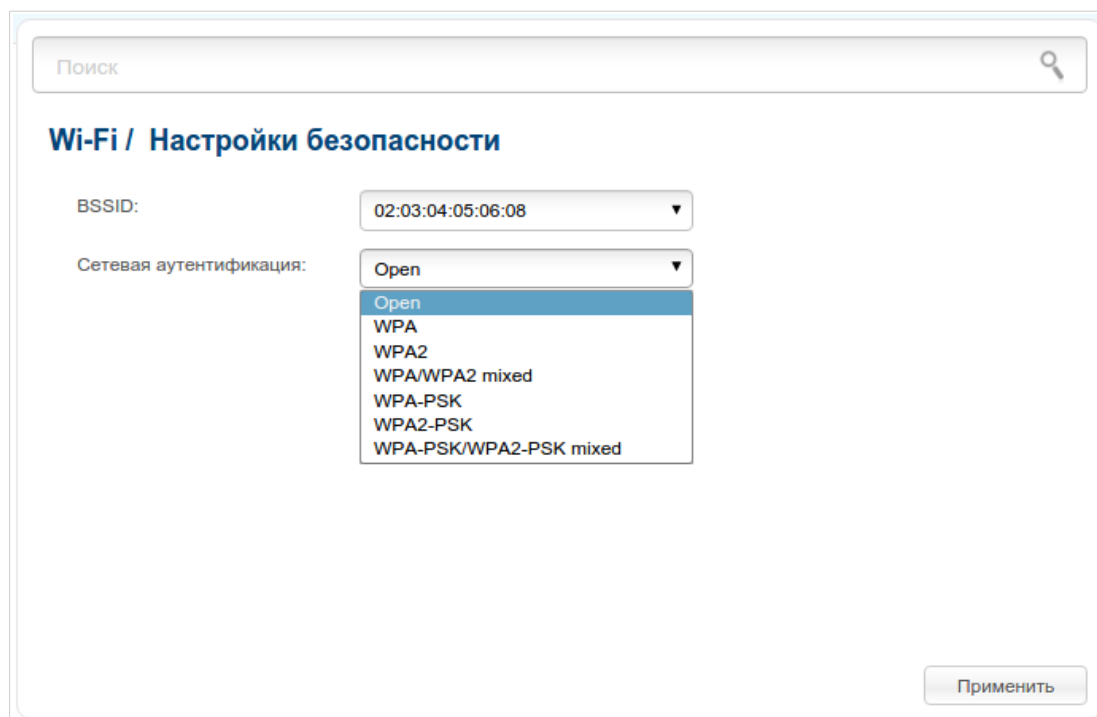 Поиск
Wi-Fi / Настройки безопасности
BSSID: 02:03:04:05:06:08
Сетевая аутентификация: Open
Open
WPA
WPA2
WPA/WPA2 mixed
WPA-PSK
WPA2-PSK
WPA-PSK/WPA2-PSK mixed
Применить